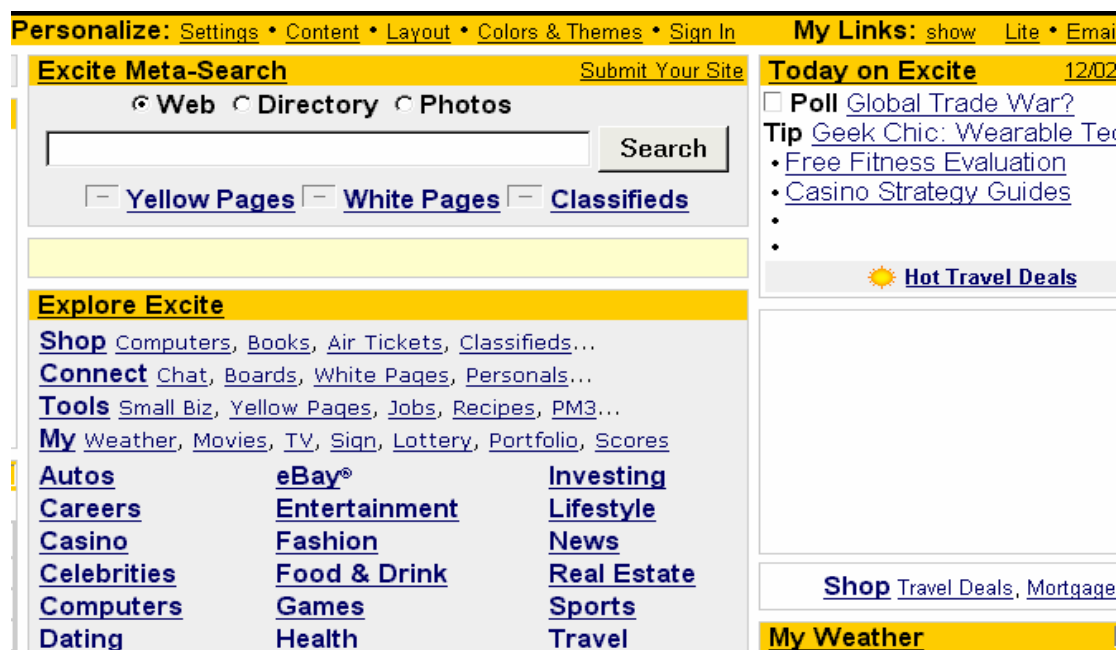 Personalize: Settings • Content • Layout • Colors & Themes • Sign In
My Links: show Lite • Emai
Excite Meta-Search Submit Your Site
Web Directory Photos
Search
Yellow Pages White Pages Classifieds
Explore Excite
Shop Computers, Books, Air Tickets, Classifieds...
Connect Chat, Boards, White Pages, Personals...
Tools Small Biz, Yellow Pages, Jobs, Recipes, PM3...
My Weather, Movies, TV, Sign, Lottery, Portfolio, Scores
Autos eBay® Investing
Careers Entertainment Lifestyle
Casino Fashion News
Celebrities Food & Drink Real Estate
Computers Games Sports
Dating Health Travel
Today on Excite 12/02
Poll Global Trade War?
Tip Geek Chic: Wearable Tec
• Free Fitness Evaluation
• Casino Strategy Guides
•
•
Hot Travel Deals
Shop Travel Deals, Mortgage
My Weather